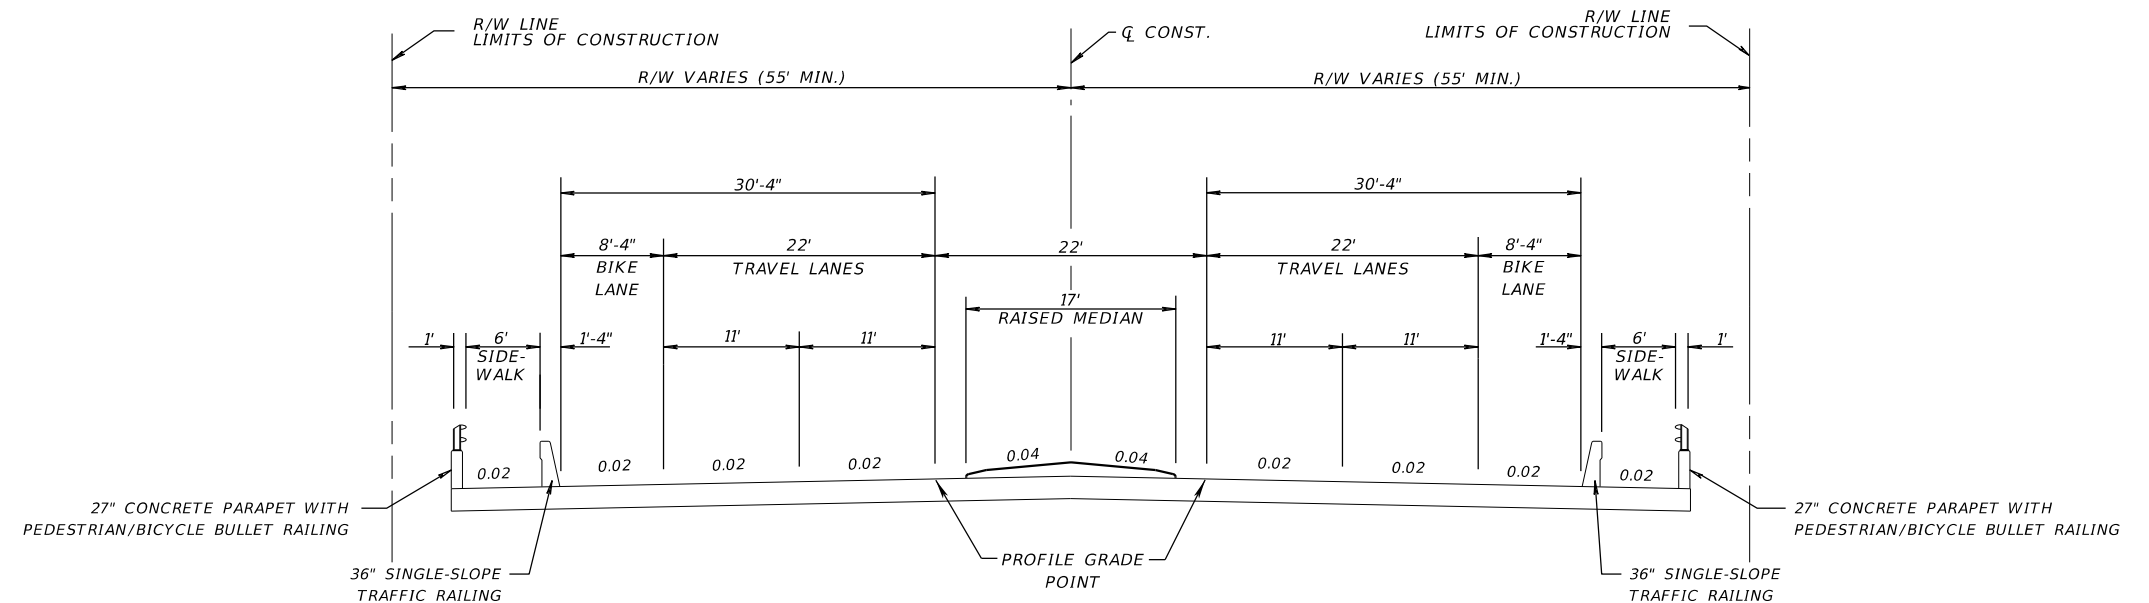 R/W LINE
LIMITS OF CONSTRUCTION
℄ CONST.
R/W LINE
LIMITS OF CONSTRUCTION
R/W VARIES (55' MIN.)
R/W VARIES (55' MIN.)
30'-4"
30'-4"
8'-4"
BIKE
LANE
22'
TRAVEL LANES
22'
22'
TRAVEL LANES
8'-4"
BIKE
LANE
17'
RAISED MEDIAN
1'
6'
SIDE-
WALK
1'-4"
11'
11'
11'
11'
1'-4"
6'
SIDE-
WALK
1'
0.02
0.02
0.02
0.02
0.04
0.04
0.02
0.02
0.02
0.02
27" CONCRETE PARAPET WITH
PEDESTRIAN/BICYCLE BULLET RAILING
36" SINGLE-SLOPE
TRAFFIC RAILING
PROFILE GRADE
POINT
27" CONCRETE PARAPET WITH
PEDESTRIAN/BICYCLE BULLET RAILING
36" SINGLE-SLOPE
TRAFFIC RAILING